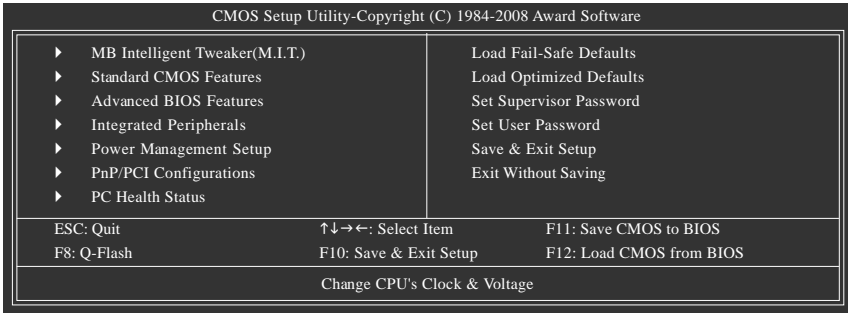 CMOS Setup Utility-Copyright (C) 1984-2008 Award Software
MB Intelligent Tweaker(M.I.T.)
Standard CMOS Features
Advanced BIOS Features
Integrated Peripherals
Power Management Setup
PnP/PCI Configurations
PC Health Status
Load Fail-Safe Defaults
Load Optimized Defaults
Set Supervisor Password
Set User Password
Save & Exit Setup
Exit Without Saving
ESC: Quit ↑↓→←: Select Item F11: Save CMOS to BIOS
F8: Q-Flash F10: Save & Exit Setup F12: Load CMOS from BIOS
Change CPU's Clock & Voltage